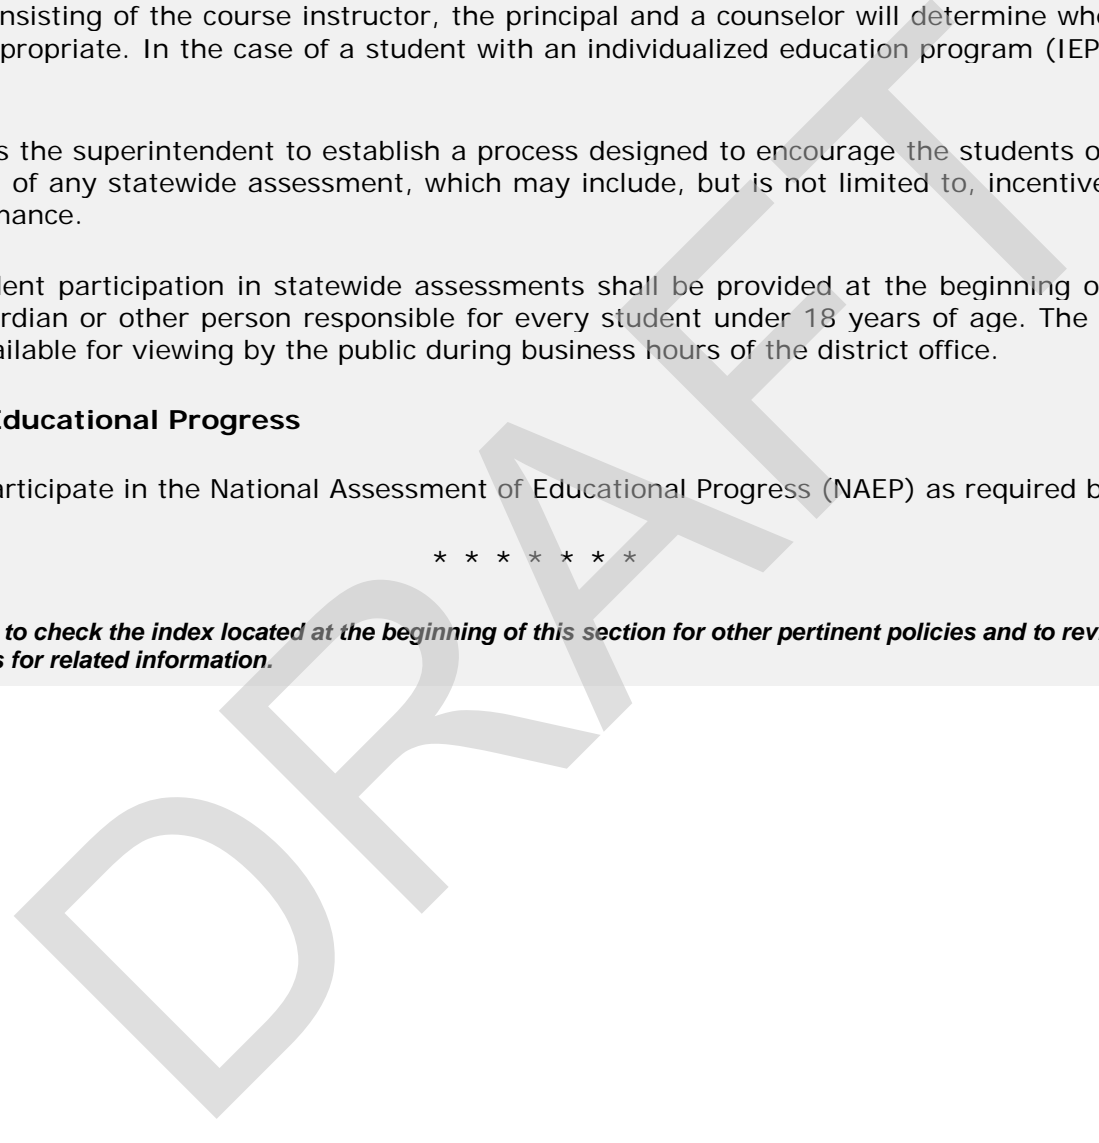 nsisting of the course instructor, the principal and a counselor will determine whe
propriate. In the case of a student with an individualized education program (IEP
s the superintendent to establish a process designed to encourage the students o
of any statewide assessment, which may include, but is not limited to, incentive
nance.
lent participation in statewide assessments shall be provided at the beginning o
rdian or other person responsible for every student under 18 years of age. The
ailable for viewing by the public during business hours of the district office.
Educational Progress
articipate in the National Assessment of Educational Progress (NAEP) as required b
* * * * * * *
to check the index located at the beginning of this section for other pertinent policies and to rev
s for related information.
DRAFT